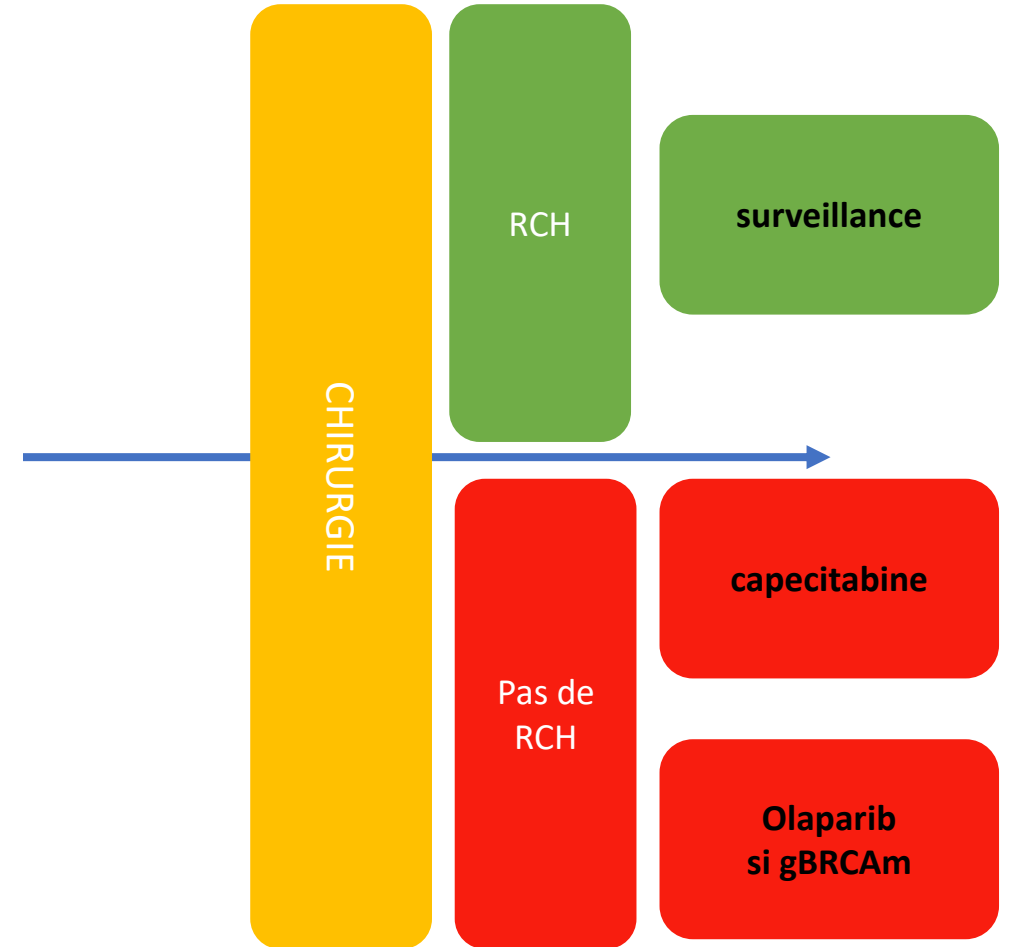 CHIRURGIE
RCH
surveillance
Pas de
RCH
capecitabine
Olaparib
si gBRCAm